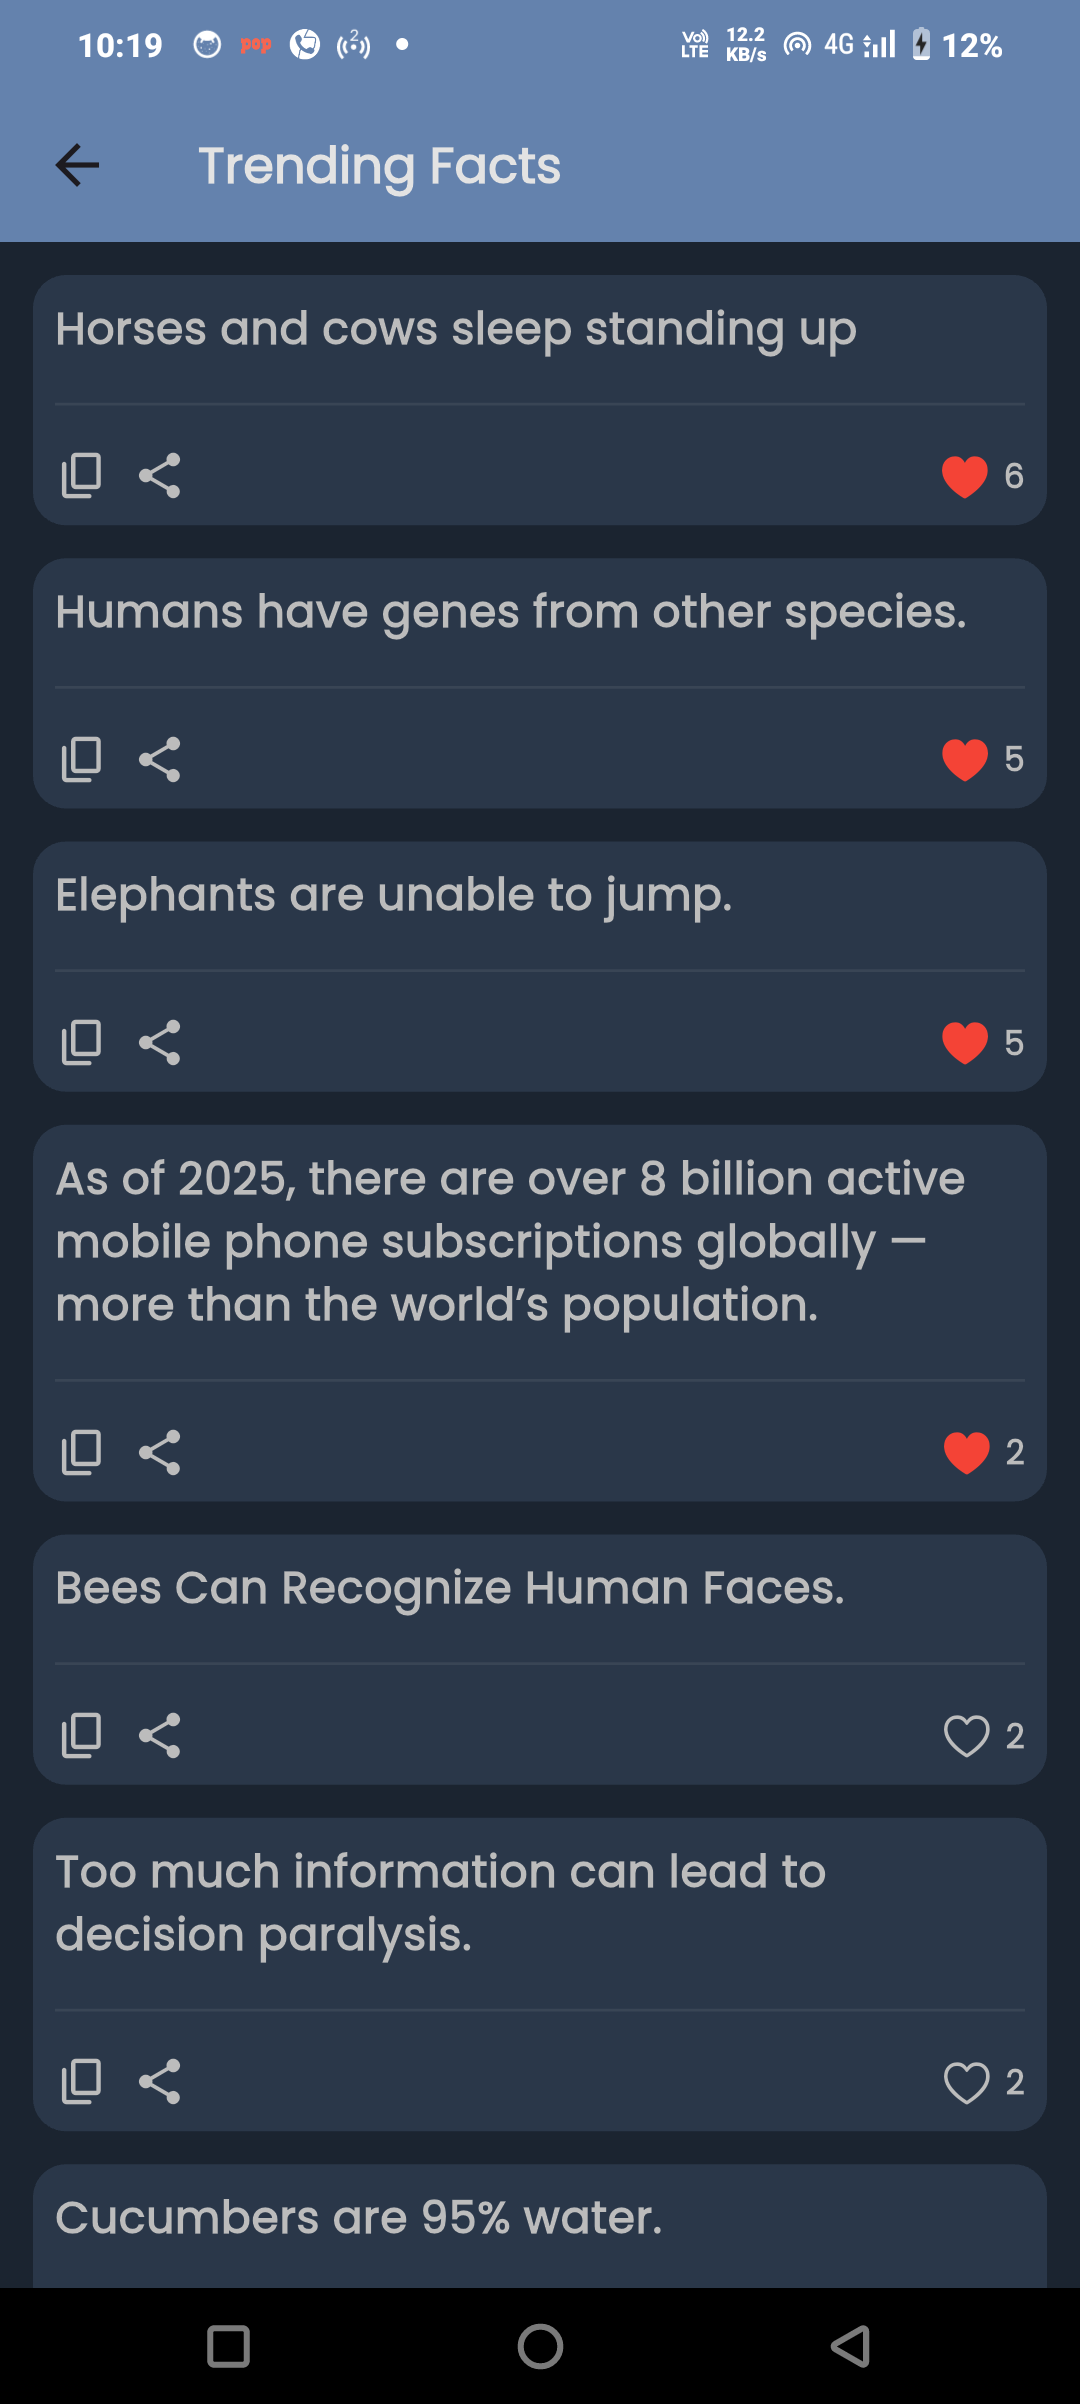 10:19 pop 2 Vo) LTE 12.2 KB/s 4G 12%
Trending Facts
Horses and cows sleep standing up
6
Humans have genes from other species.
5
Elephants are unable to jump.
5
As of 2025, there are over 8 billion active
mobile phone subscriptions globally —
more than the world’s population.
2
Bees Can Recognize Human Faces.
2
Too much information can lead to
decision paralysis.
2
Cucumbers are 95% water.